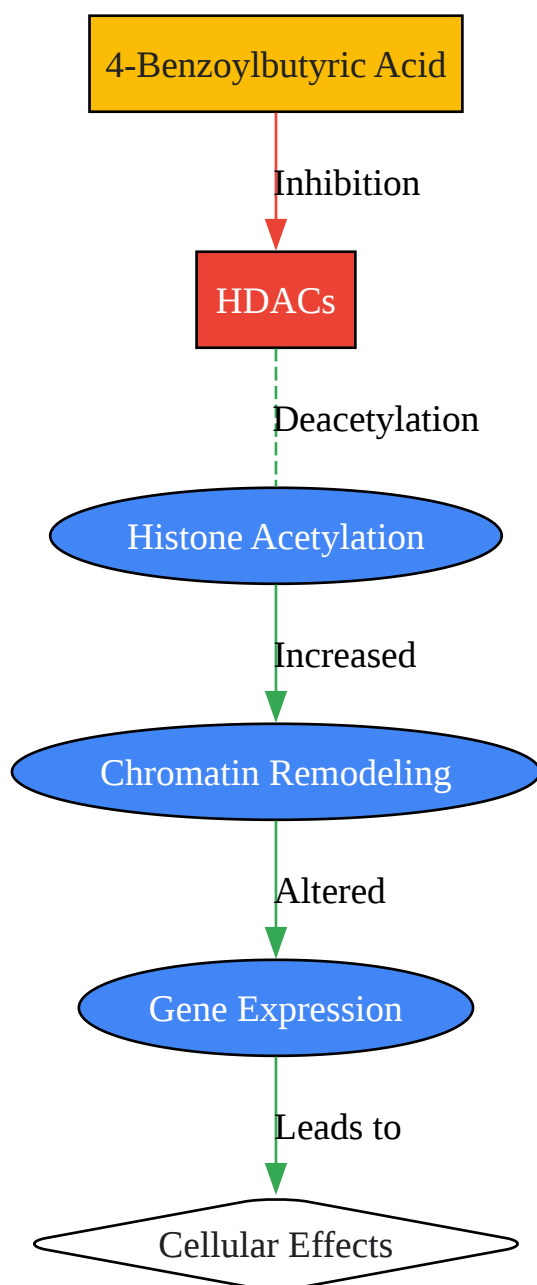 4-Benzoylbutyric Acid
Inhibition
HDACs
Deacetylation
Histone Acetylation
Increased
Chromatin Remodeling
Altered
Gene Expression
Leads to
Cellular Effects